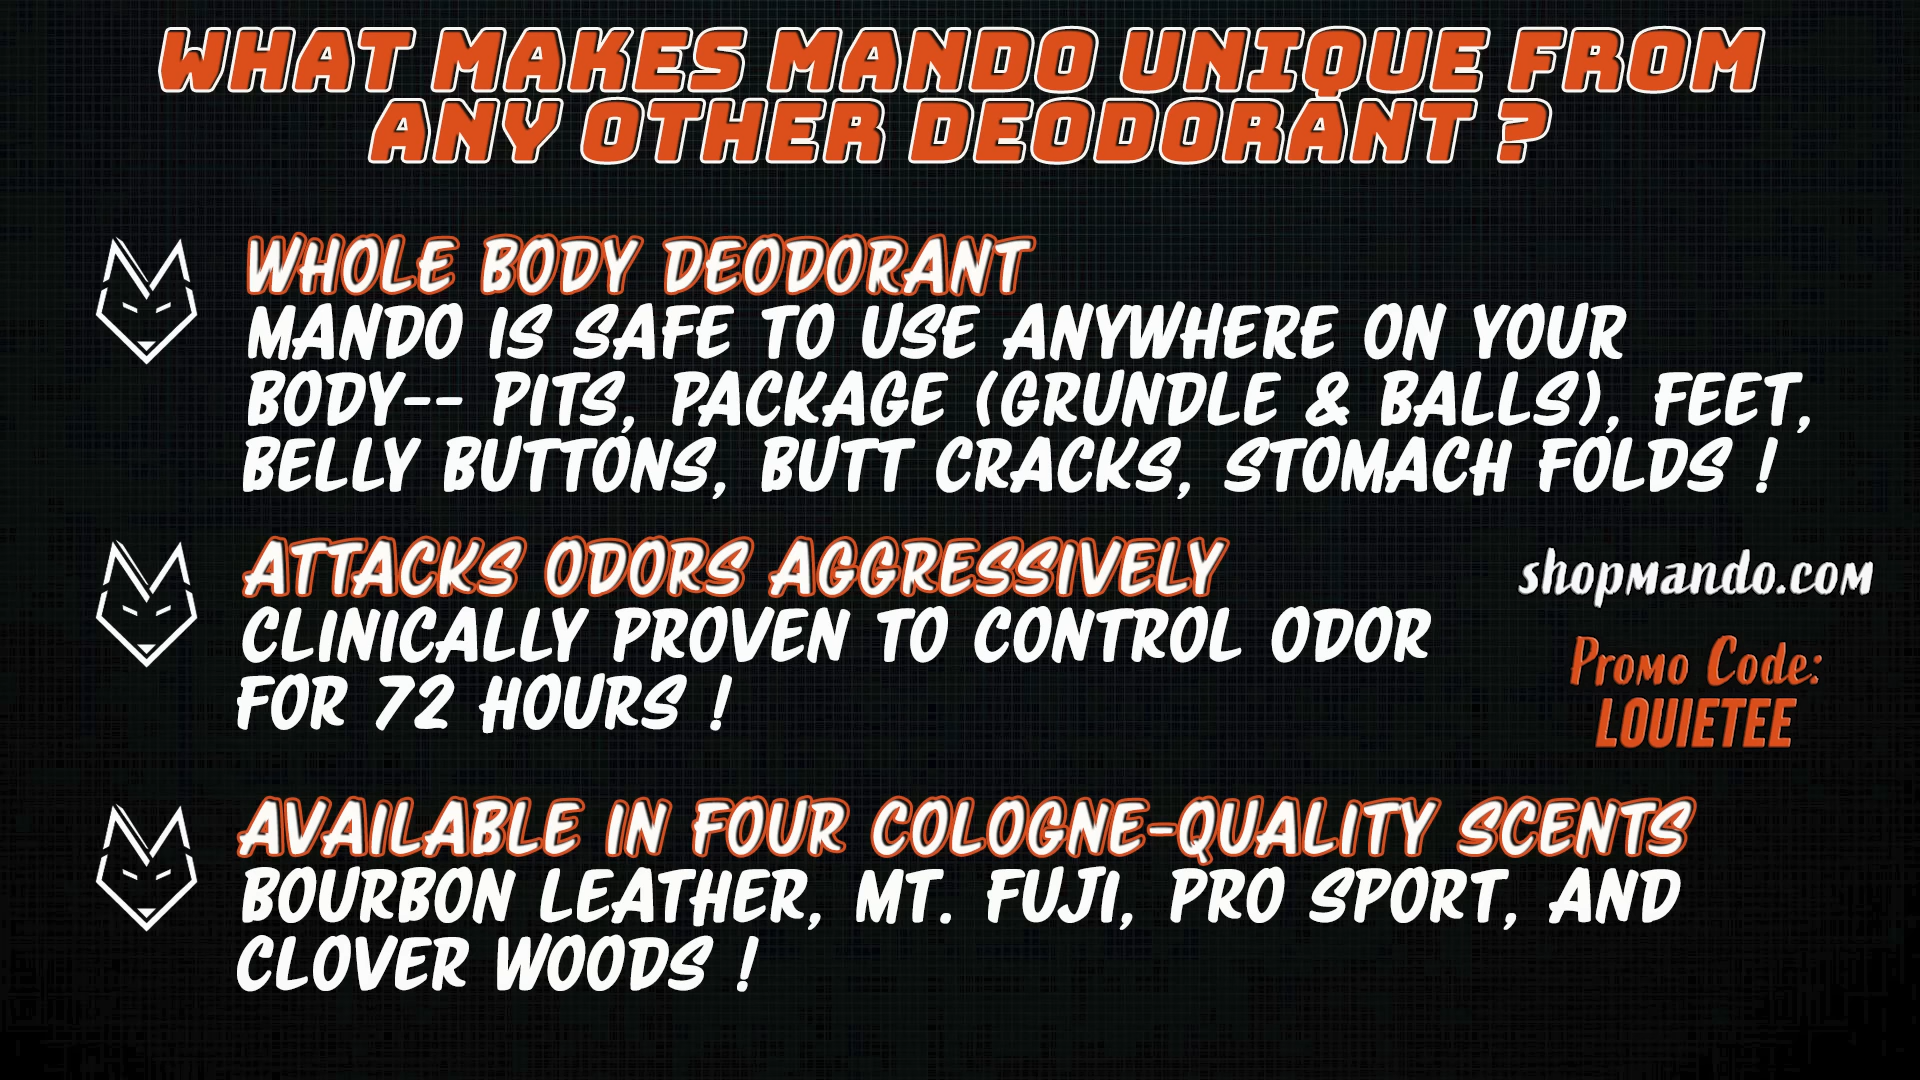 WHAT MAKES MANDO UNIQUE FROM
ANY OTHER DEODORANT ?
WHOLE BODY DEODORANT
MANDO IS SAFE TO USE ANYWHERE ON YOUR
BODY-- PITS, PACKAGE (GRUNDLE & BALLS), FEET,
BELLY BUTTONS, BUTT CRACKS, STOMACH FOLDS !
ATTACKS ODORS AGGRESSIVELY
CLINICALLY PROVEN TO CONTROL ODOR
FOR 72 HOURS !
shopmando.com
Promo Code:
LOUIETEE
AVAILABLE IN FOUR COLOGNE-QUALITY SCENTS
BOURBON LEATHER, MT. FUJI, PRO SPORT, AND
CLOVER WOODS !